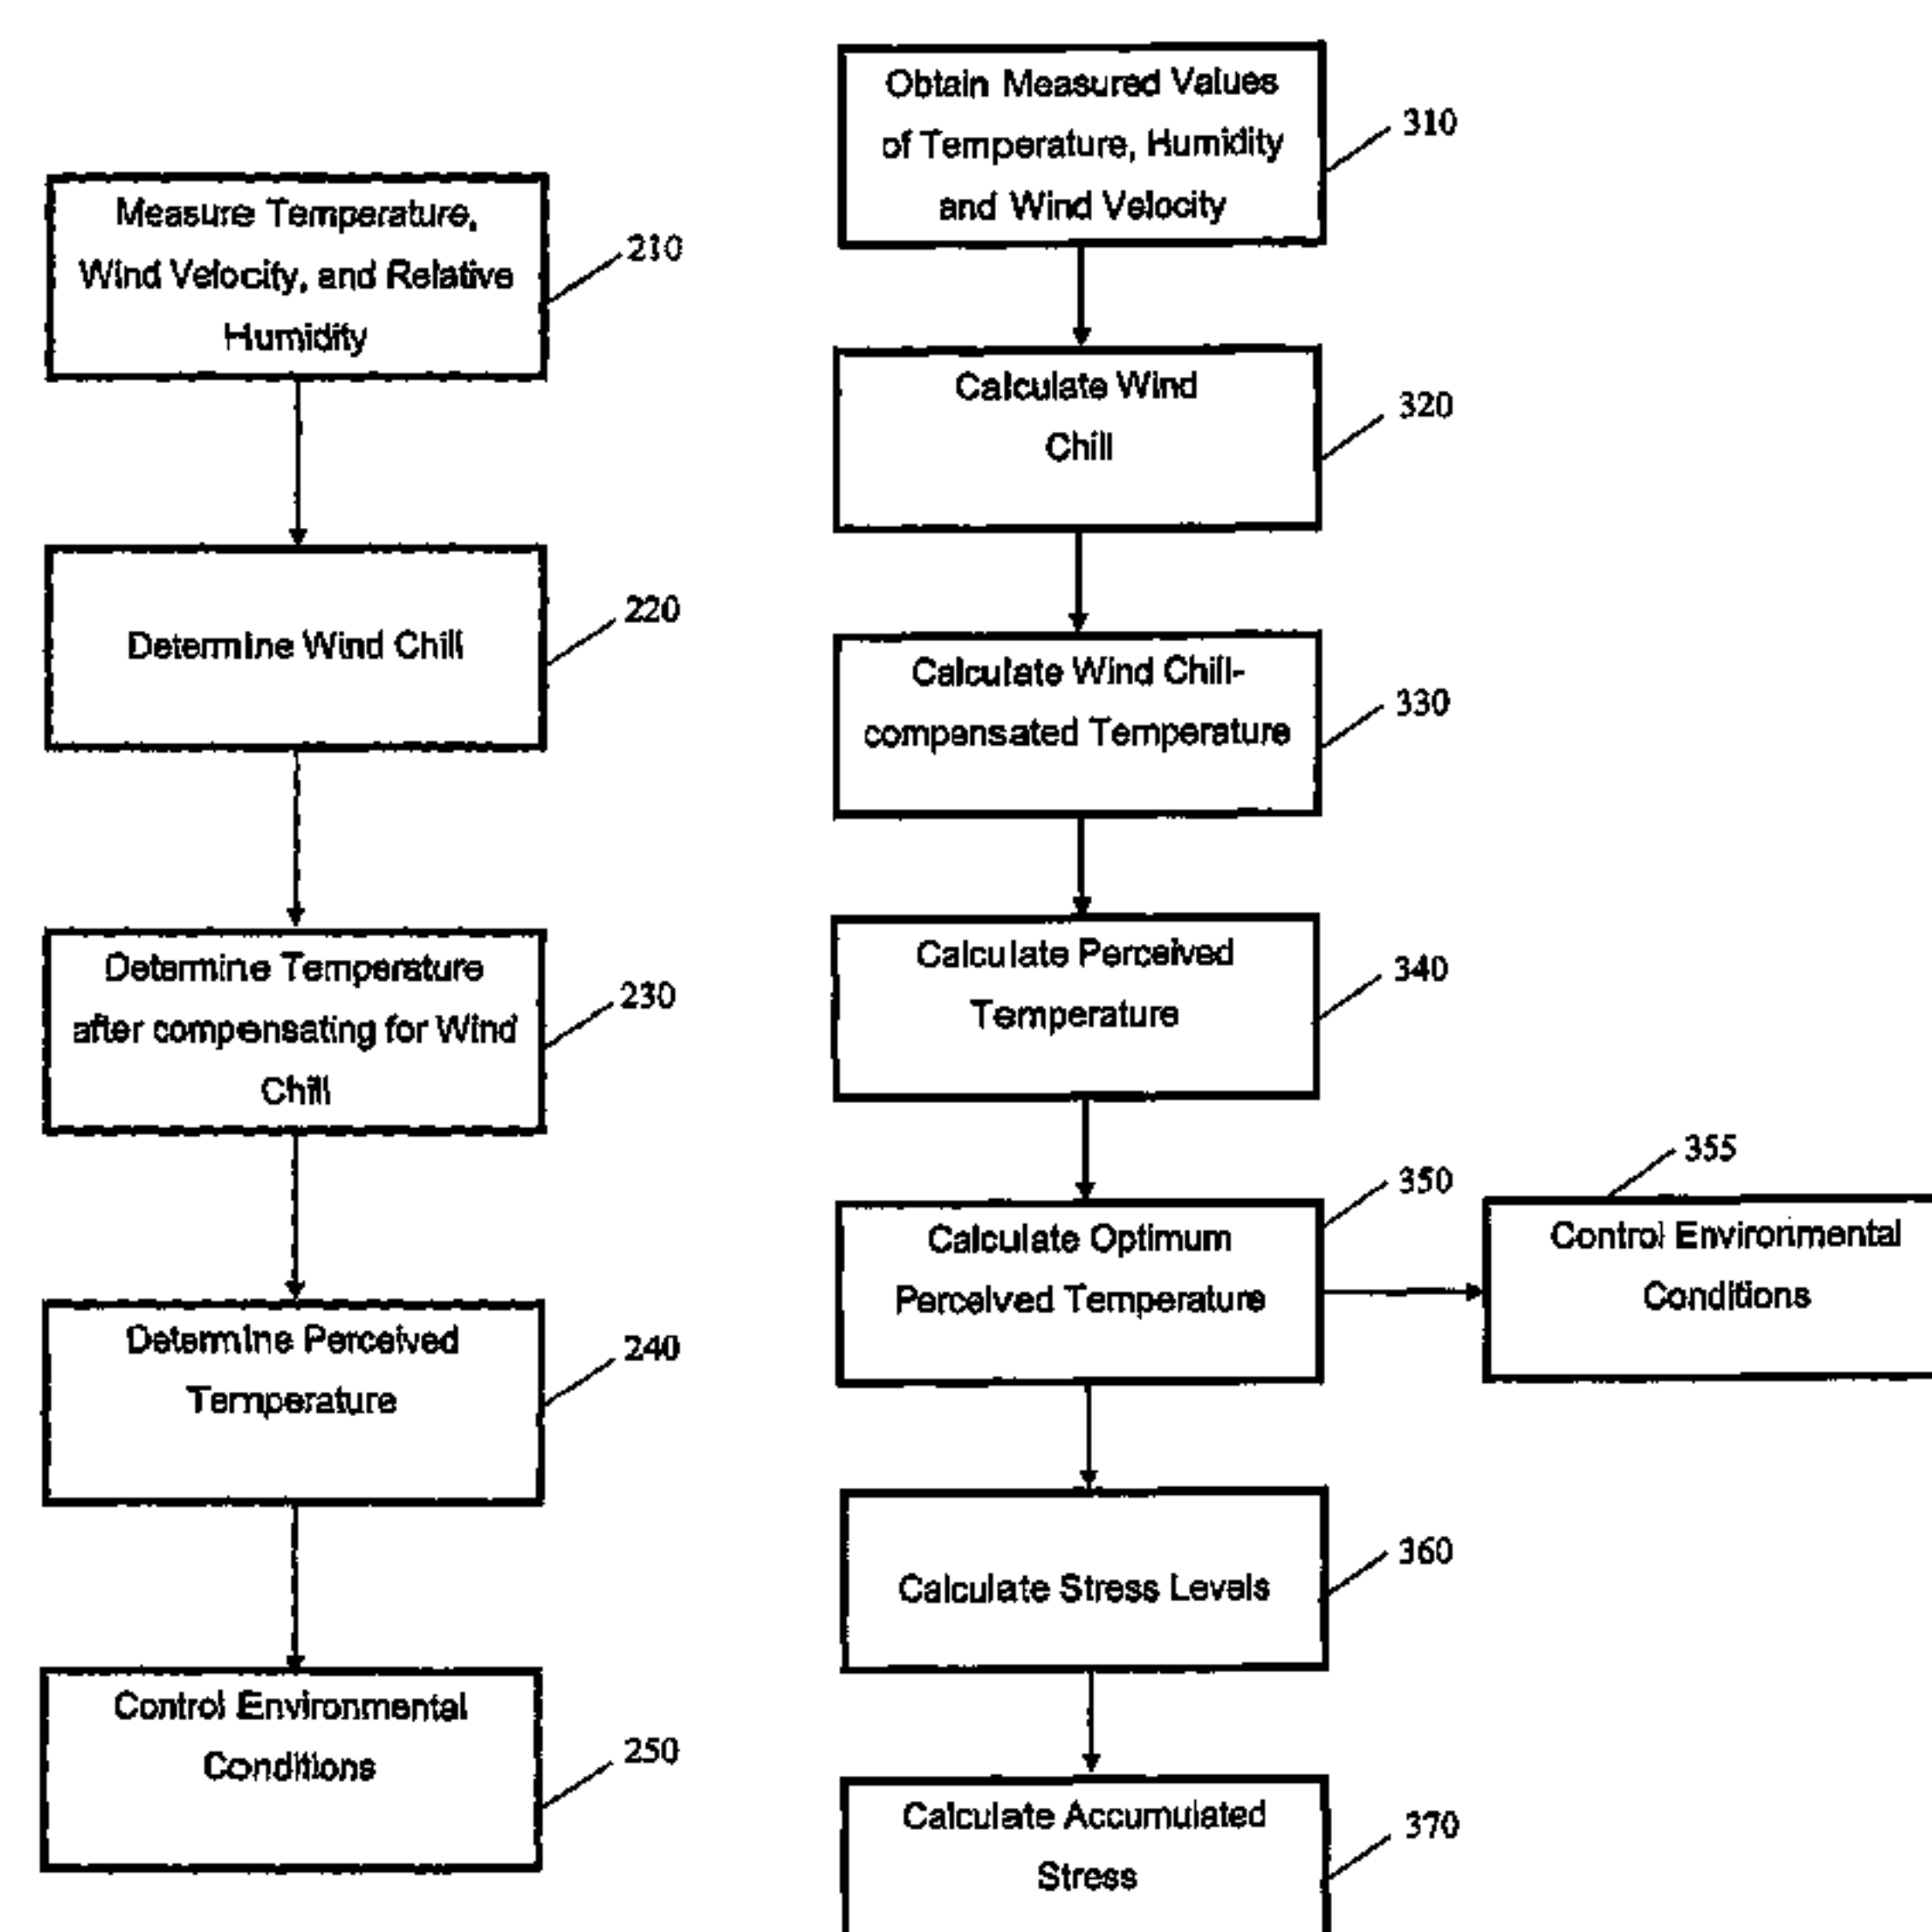 Measure Temperature,
Wind Velocity, and Relative
Humidity
210
Determine Wind Chill
220
Determine Temperature
after compensating for Wind
Chill
230
Determine Perceived
Temperature
240
Control Environmental
Conditions
250
Obtain Measured Values
of Temperature, Humidity
and Wind Velocity
310
Calculate Wind
Chill
320
Calculate Wind Chill-
compensated Temperature
330
Calculate Perceived
Temperature
340
Calculate Optimum
Perceived Temperature
350
Control Environmental
Conditions
355
Calculate Stress Levels
360
Calculate Accumulated
Stress
370